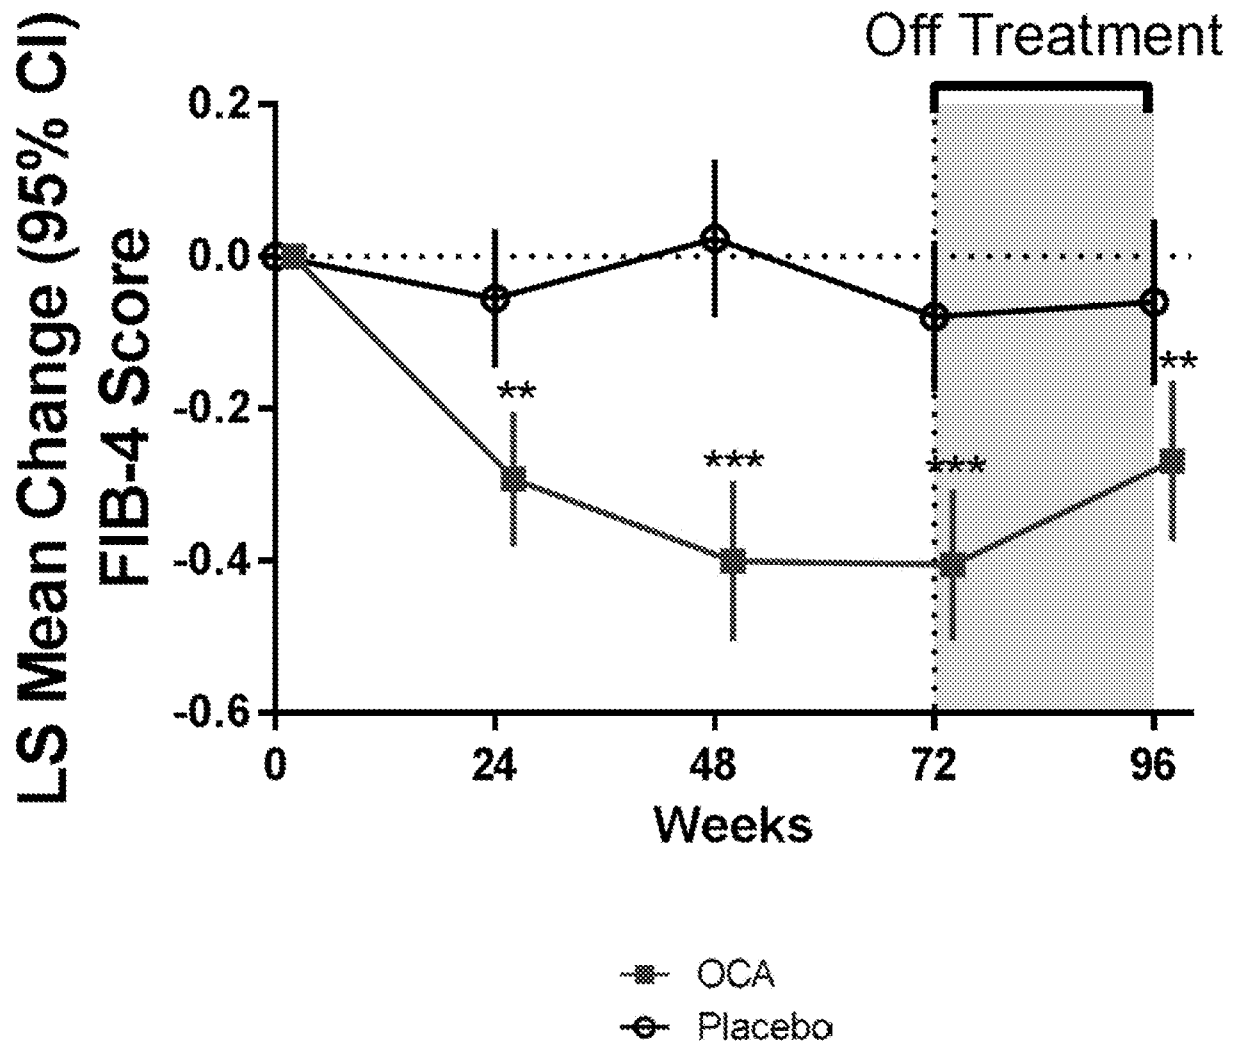 Off Treatment
LS Mean Change (95% CI)
FIB-4 Score
0.2
0.0
-0.2
-0.4
-0.6
**
***
***
**
0 24 48 72 96
Weeks
OCA
Placebo